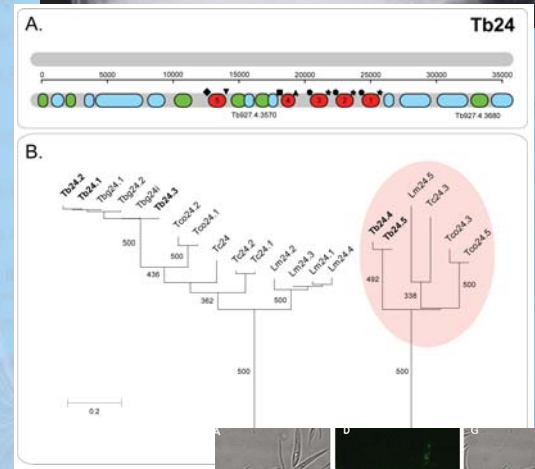 A.
Tb24
0 5000 10000 15000 20000 25000 30000 35000
5 4 3 2 1
Tb927.4:3570 Tb927.4:3680
B.
Tb24.2
Tb24.1
Tbg24.1
Tbg24.2
Tbg24i
Tb24.3
Tco24.2
Tco24.1
Tc24
Tc24.2
Tc24.1
Lm24.2
Lm24.3
Lm24.1
Lm24.4
Tb24.4
Tb24.5
Lm24.5
Tc24.3
Tco24.3
Tco24.5
500
500
436
362
500
492
338
500
500
500
0.2
A D G